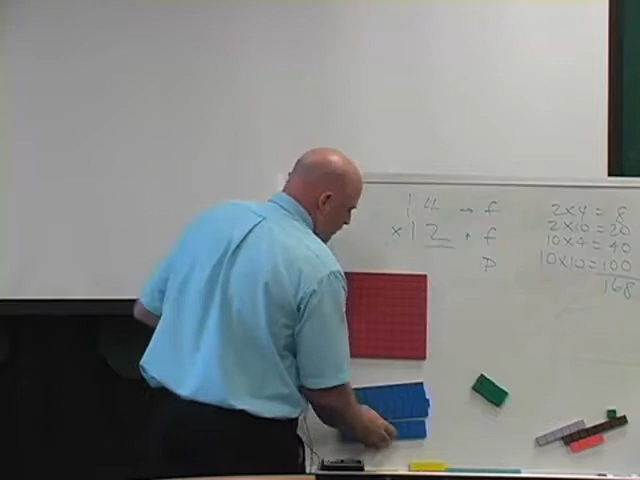 14 → f
×12 → f
p
2×4 = 8
2×10 = 20
10×4 = 40
10×10 = 100
168